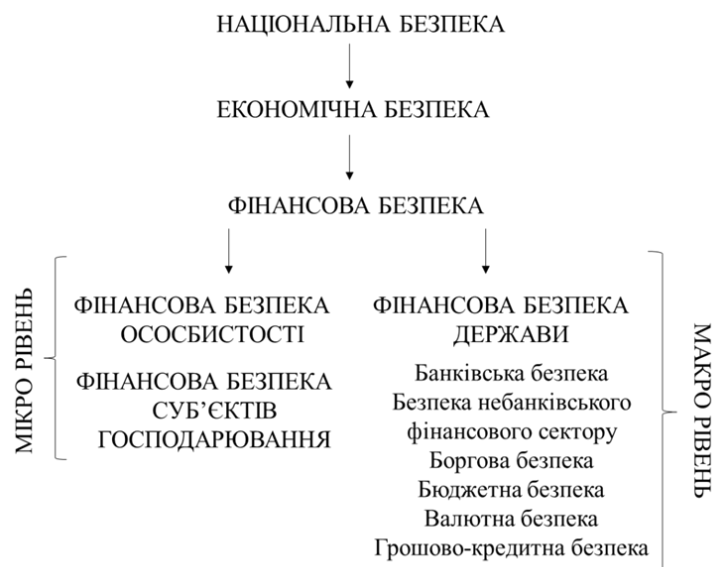 НАЦІОНАЛЬНА БЕЗПЕКА
ЕКОНОМІЧНА БЕЗПЕКА
ФІНАНСОВА БЕЗПЕКА
МІКРО РІВЕНЬ
ФІНАНСОВА БЕЗПЕКА
ОСОСБИСТОСТІ
ФІНАНСОВА БЕЗПЕКА
СУБ’ЄКТІВ
ГОСПОДАРЮВАННЯ
ФІНАНСОВА БЕЗПЕКА
ДЕРЖАВИ
Банківська безпека
Безпека небанківського
фінансового сектору
Боргова безпека
Бюджетна безпека
Валютна безпека
Грошово-кредитна безпека
МАКРО РІВЕНЬ